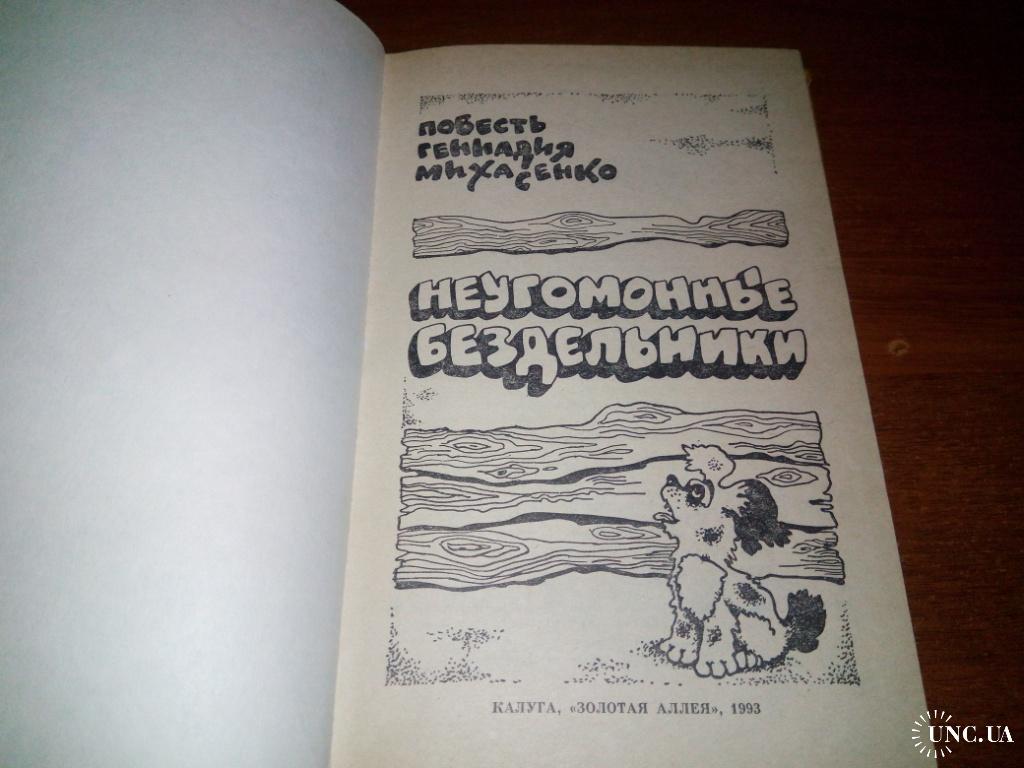 ПОВЕСТЬ
ГЕННАДИЯ
МИХАСЕНКО
НЕУГОМОННЫЕ
БЕЗДЕЛЬНИКИ
КАЛУГА, «ЗОЛОТАЯ АЛЛЕЯ», 1993
UNC.UA